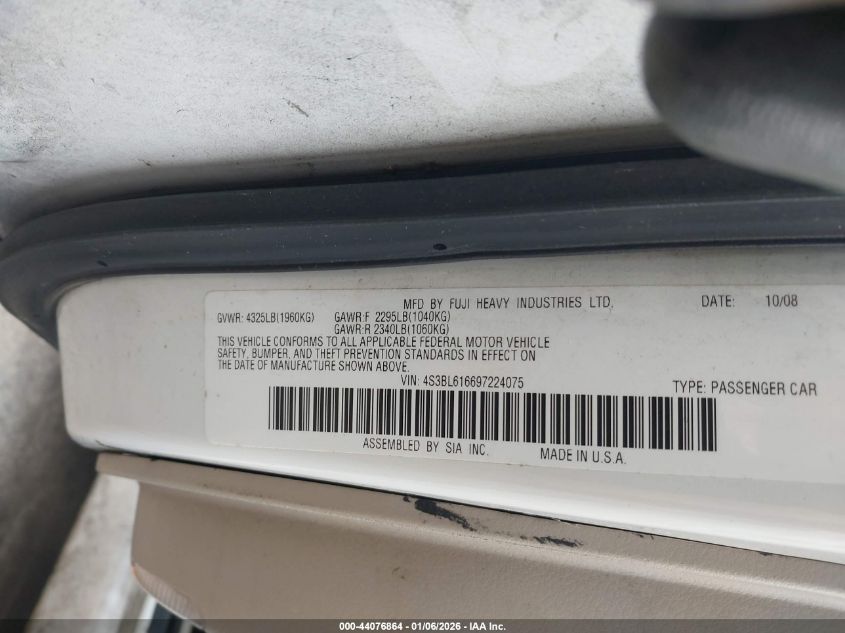 MFD BY FUJI HEAVY INDUSTRIES LTD. DATE: 10/08
GVWR: 4325LB(1960KG) GAWR:F 2295LB(1040KG)
GAWR:R 2340LB(1060KG)
THIS VEHICLE CONFORMS TO ALL APPLICABLE FEDERAL MOTOR VEHICLE
SAFETY, BUMPER, AND THEFT PREVENTION STANDARDS IN EFFECT ON
THE DATE OF MANUFACTURE SHOWN ABOVE.
VIN: 4S3BL616697224075 TYPE: PASSENGER CAR
ASSEMBLED BY SIA INC. MADE IN U.S.A.
000-44076864 - 01/06/2026 - IAA Inc.